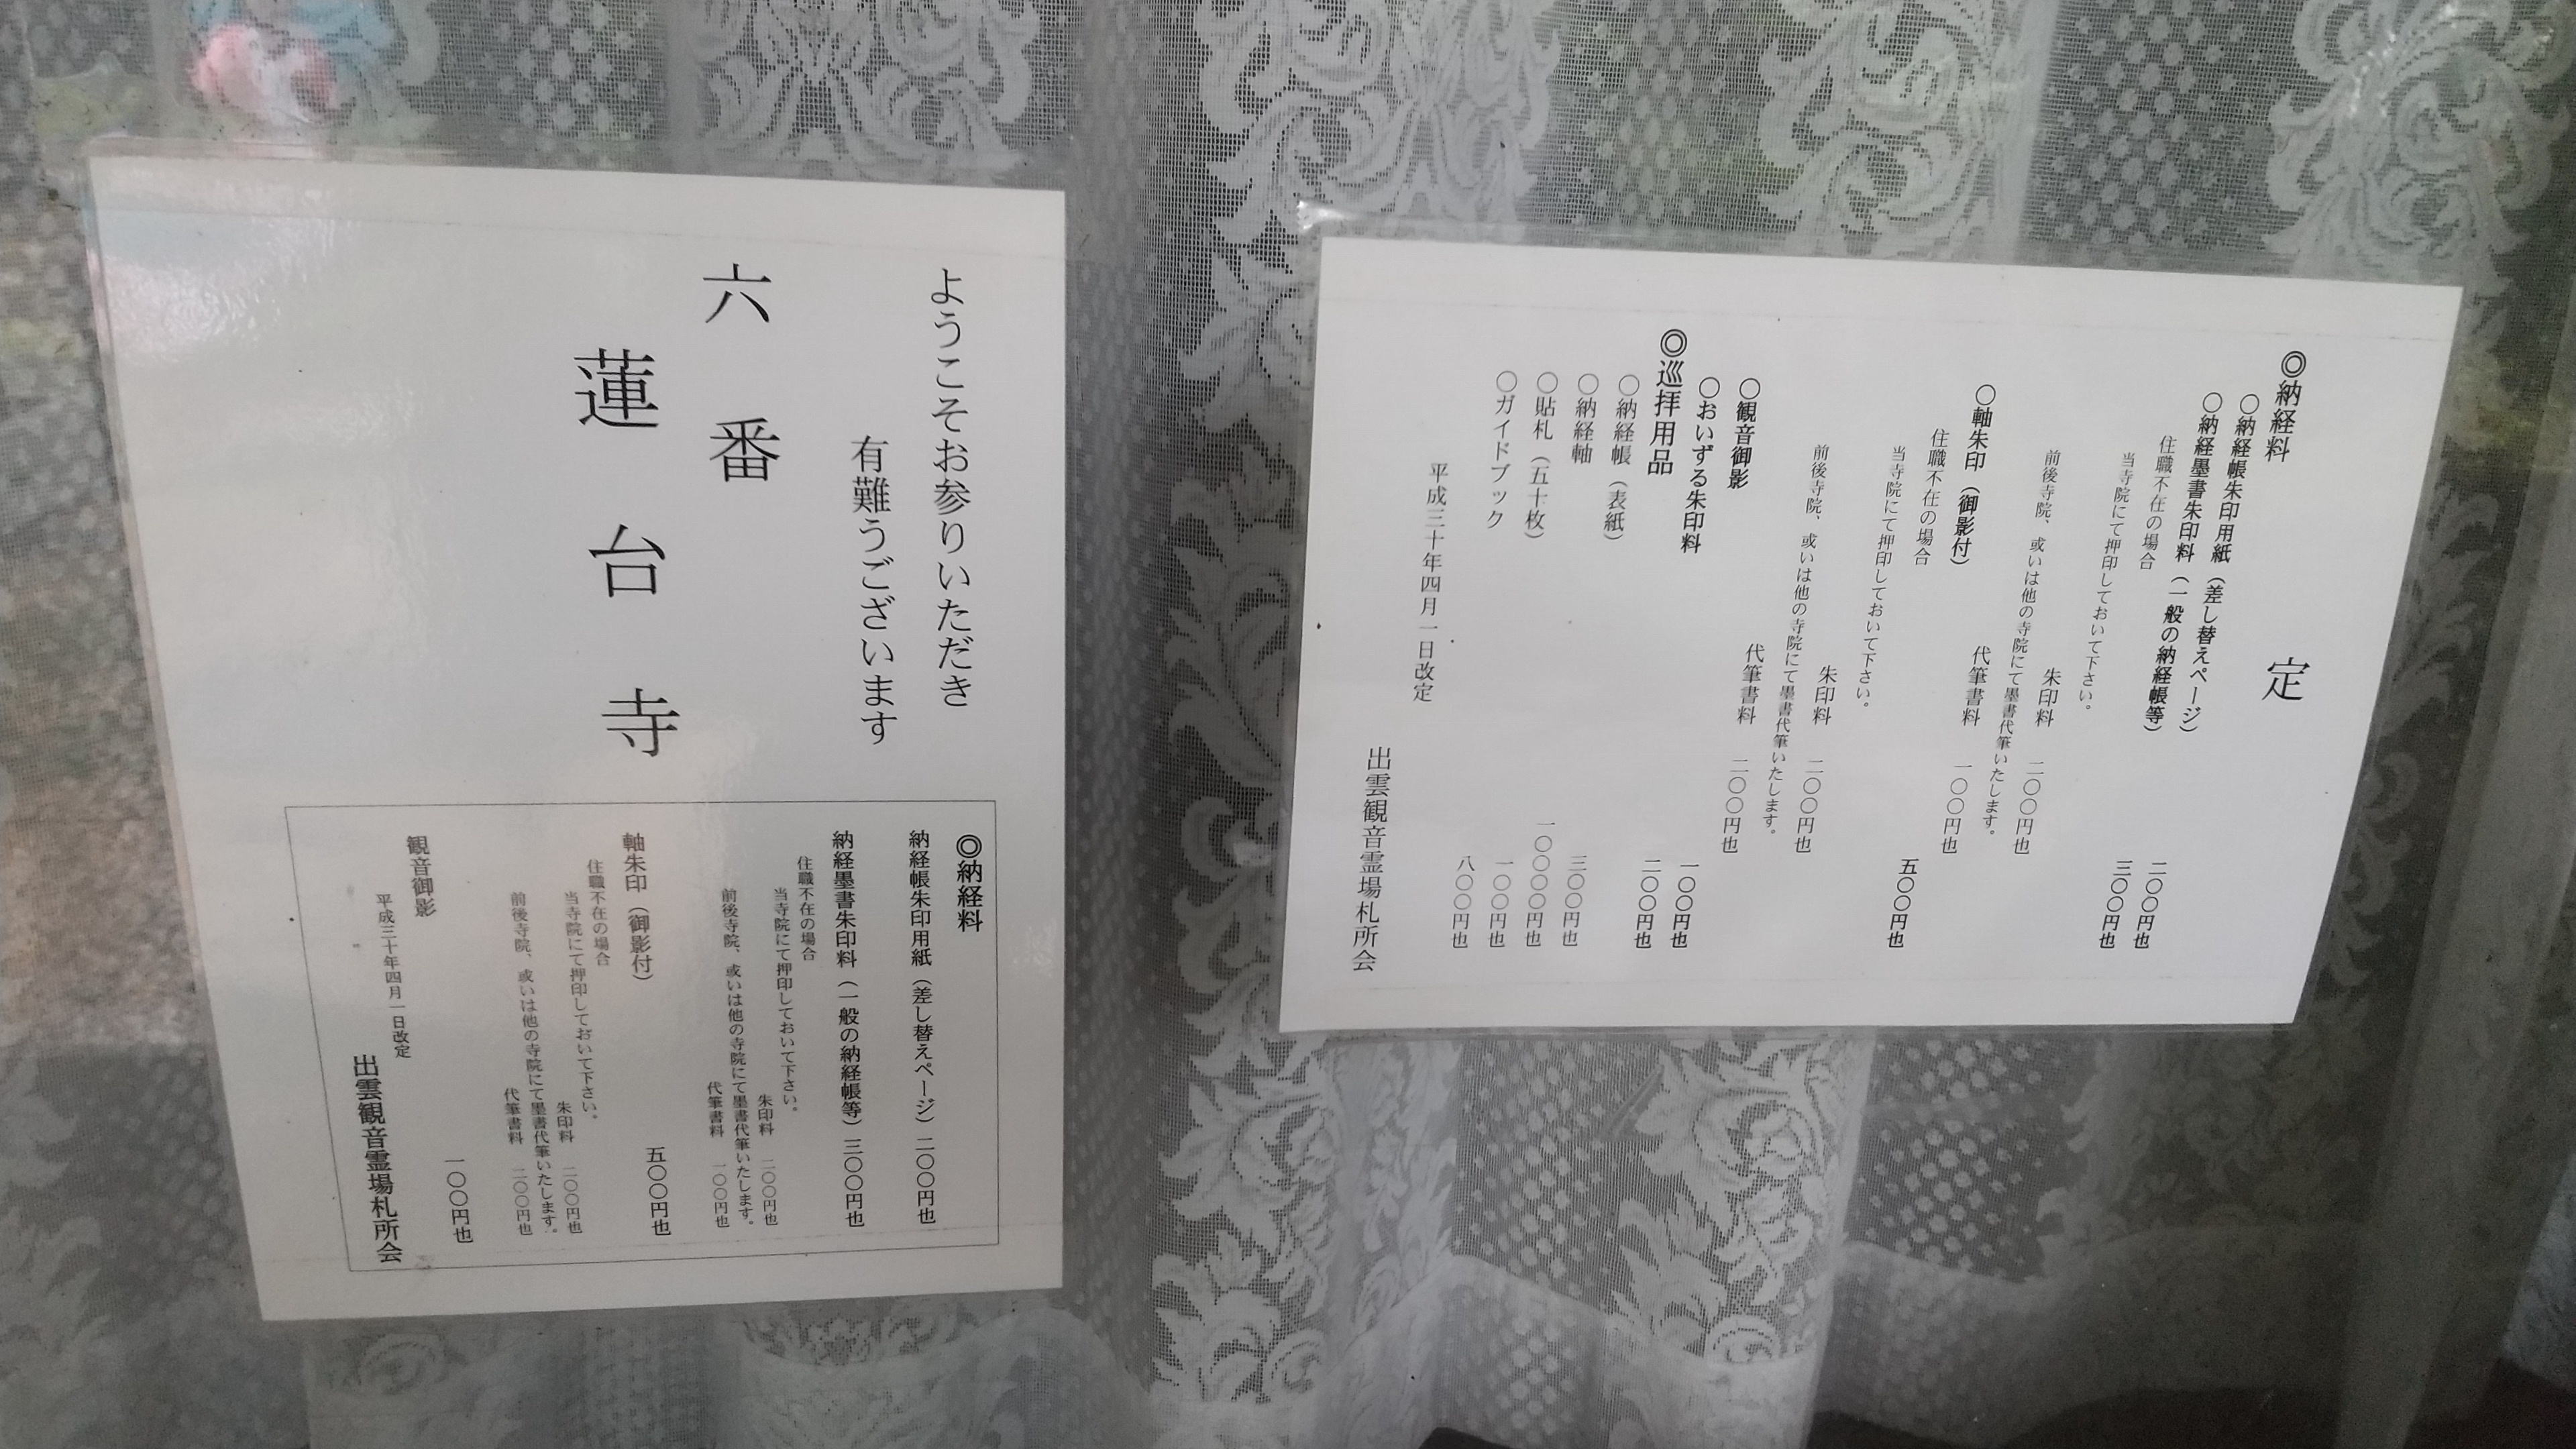 定
◎納経料
○納経帳朱印用紙（差し替えページ） 二〇〇円也
○納経墨書朱印料（一般の納経帳等） 三〇〇円也
住職不在の場合
当寺院にて押印しておいて下さい。
朱印料 二〇〇円也
前後寺院、或いは他の寺院にて墨書代筆いたします。
代筆書料 一〇〇円也
○軸朱印（御影付） 五〇〇円也
住職不在の場合
当寺院にて押印しておいて下さい。
朱印料 二〇〇円也
前後寺院、或いは他の寺院にて墨書代筆いたします。
代筆書料 二〇〇円也
○観音御影 一〇〇円也
○おいずる朱印料 二〇〇円也
◎巡拝用品
○納経帳（表紙） 三〇〇円也
○納経軸 一〇〇〇〇円也
○貼札（五十枚） 一〇〇円也
○ガイドブック 八〇〇円也
平成三十年四月一日改定
出雲観音霊場札所会
ようこそお参りいただき
有難うございます
六番
蓮台寺
◎納経料
納経帳朱印用紙（差し替えページ） 二〇〇円也
納経墨書朱印料（一般の納経帳等） 三〇〇円也
住職不在の場合
当寺院にて押印しておいて下さい。
朱印料 二〇〇円也
前後寺院、或いは他の寺院にて墨書代筆いたします。
代筆書料 一〇〇円也
軸朱印（御影付） 五〇〇円也
住職不在の場合
当寺院にて押印しておいて下さい。
朱印料 二〇〇円也
前後寺院、或いは他の寺院にて墨書代筆いたします。
代筆書料 二〇〇円也
観音御影 一〇〇円也
平成三十年四月一日改定
出雲観音霊場札所会